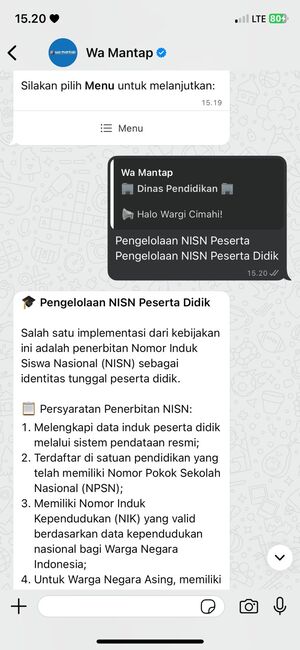 15.20
LTE 80
Wa Mantap
Silakan pilih Menu untuk melanjutkan:
15.19
Menu
Wa Mantap
🏢 Dinas Pendidikan 🏢
📢 Halo Wargi Cimahi!
Pengelolaan NISN Peserta
Pengelolaan NISN Peserta Didik
15.20
🎓 Pengelolaan NISN Peserta Didik
Salah satu implementasi dari kebijakan
ini adalah penerbitan Nomor Induk
Siswa Nasional (NISN) sebagai
identitas tunggal peserta didik.
📋 Persyaratan Penerbitan NISN:
1. Melengkapi data induk peserta didik
melalui sistem pendataan resmi;
2. Terdaftar di satuan pendidikan yang
telah memiliki Nomor Pokok Sekolah
Nasional (NPSN);
3. Memiliki Nomor Induk
Kependudukan (NIK) yang valid
berdasarkan data kependudukan
nasional bagi Warga Negara
Indonesia;
4. Untuk Warga Negara Asing, memiliki